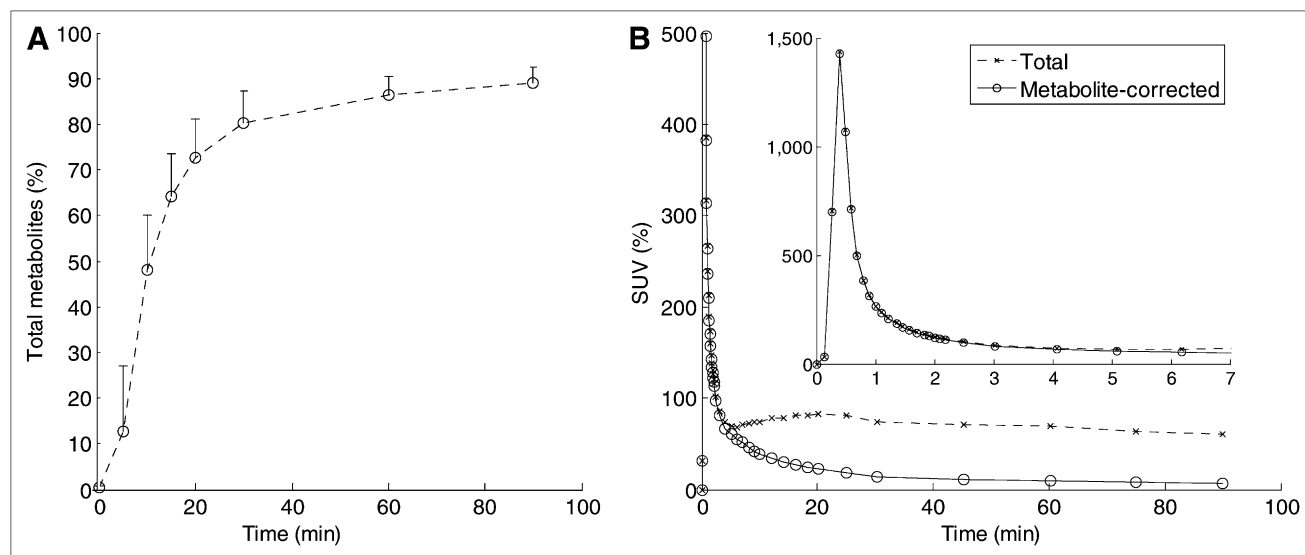 A
Total metabolites (%)
100
90
80
70
60
50
40
30
20
10
0
0 20 40 60 80 100
Time (min)
B
SUV (%)
500
400
300
200
100
0
0 20 40 60 80 100
Time (min)
1,500
1,000
500
0
0 1 2 3 4 5 6 7
Total
Metabolite-corrected